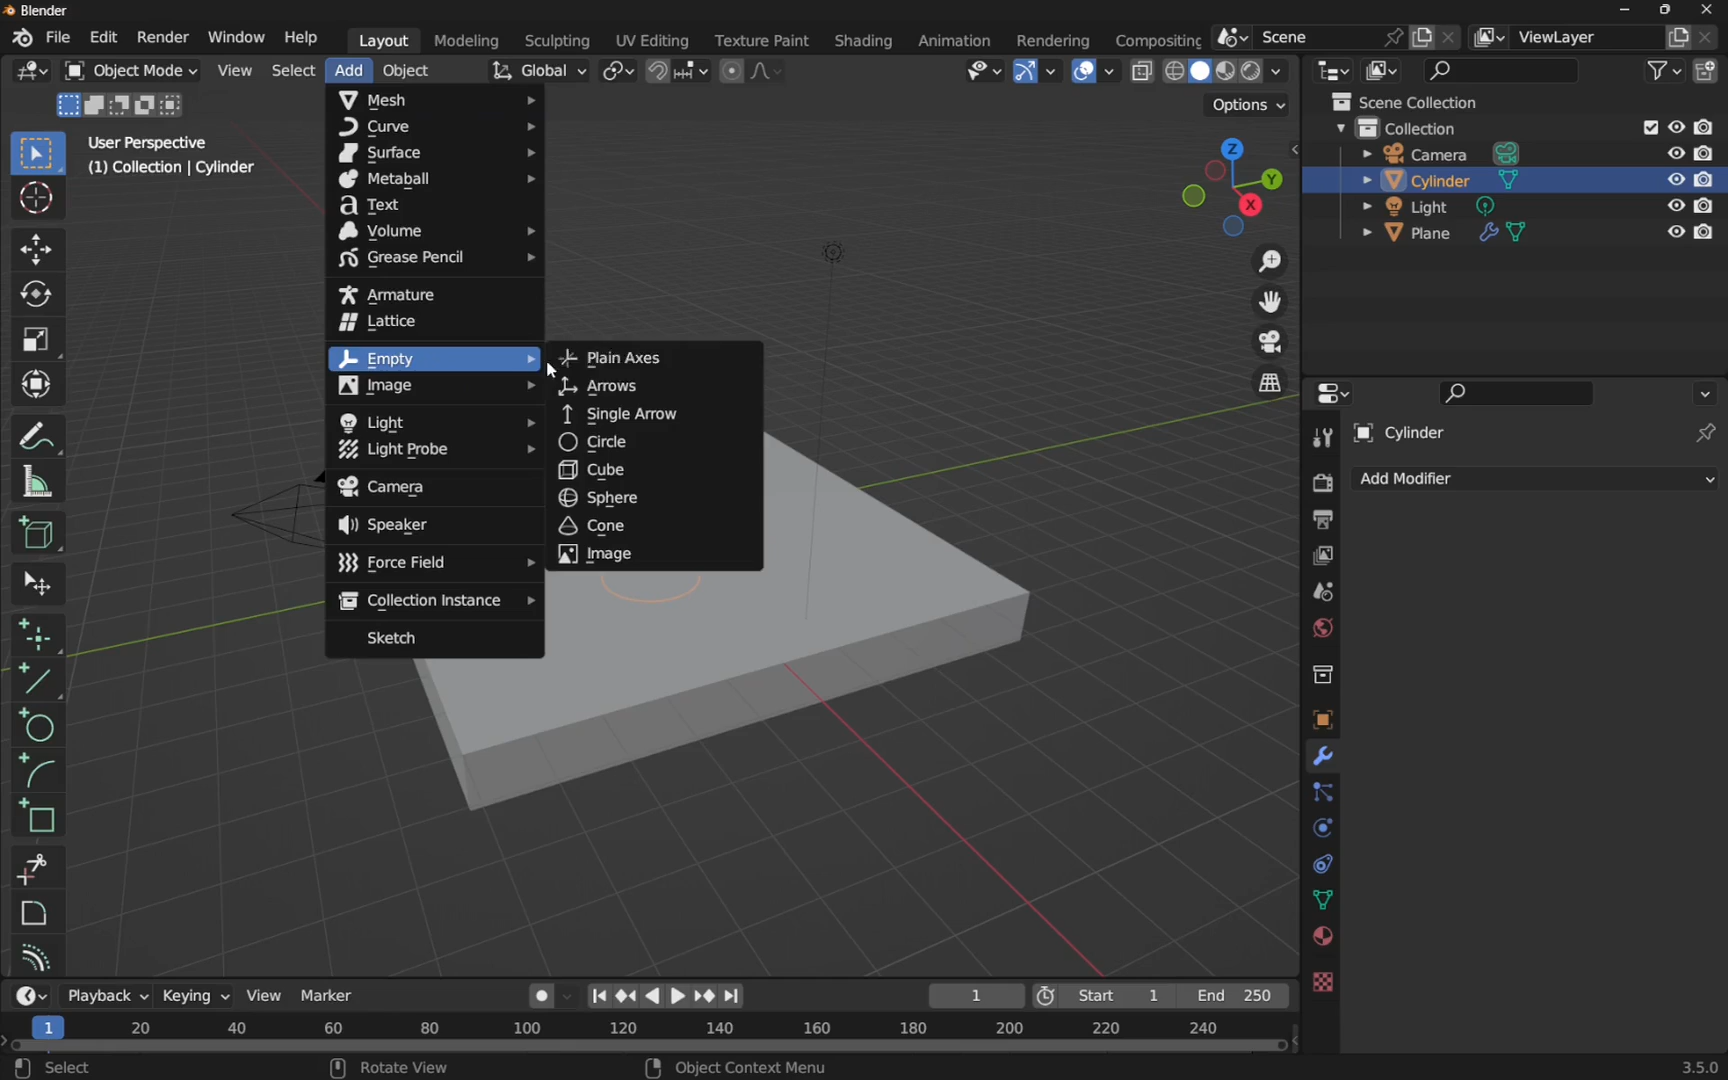 Blender
File Edit Render Window Help Layout Modeling Sculpting UV Editing Texture Paint Shading Animation Rendering Compositing Scene ViewLayer
Object Mode View Select Add Object Global
Options
User Perspective
(1) Collection | Cylinder
Mesh
Curve
Surface
Metaball
Text
Volume
Grease Pencil
Armature
Lattice
Empty
Image
Light
Light Probe
Camera
Speaker
Force Field
Collection Instance
Sketch
Plain Axes
Arrows
Single Arrow
Circle
Cube
Sphere
Cone
Image
Z
Y
X
Scene Collection
Collection
Camera
Cylinder
Light
Plane
Cylinder
Add Modifier
Playback Keying View Marker 1 Start 1 End 250
1 20 40 60 80 100 120 140 160 180 200 220 240
Select Rotate View Object Context Menu 3.5.0